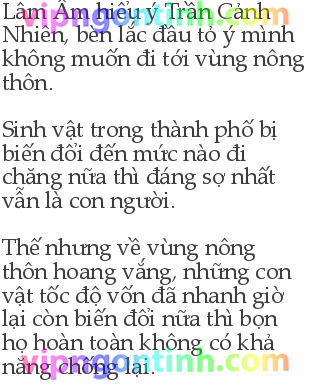 Lâm Âm hiểu ý Trần Cảnh
Nhiên, bèn lắc đầu tỏ ý mình
không muốn đi tới vùng nông
thôn.
Sinh vật trong thành phố bị
biến đổi đến mức nào đi
chăng nữa thì đáng sợ nhất
vẫn là con người.
Thế nhưng về vùng nông
thôn hoang vắng, những con
vật tốc độ vốn đã nhanh giờ
lại còn biến đổi nữa thì bọn
họ hoàn toàn không có khả
năng chống lại.
vipngontinh.com
vipngontinh.com